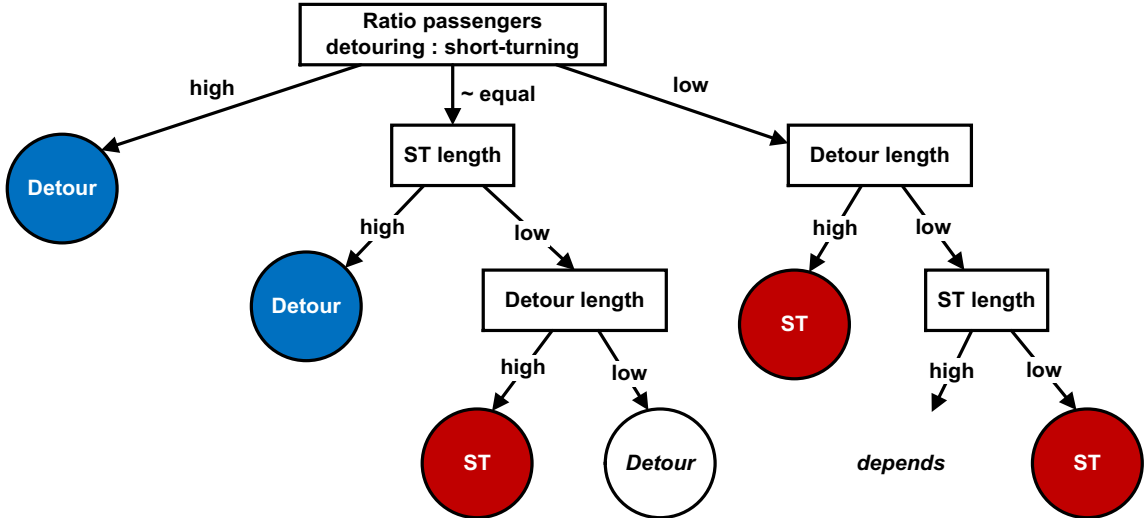 Ratio passengers
detouring : short-turning
high
~ equal
low
Detour
ST length
Detour length
high
low
high
low
Detour
Detour length
ST
ST length
high
low
high
low
ST
Detour
depends
ST